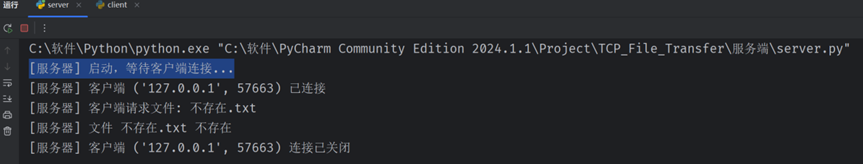 运行 server × client ×
C:\软件\Python\python.exe "C:\软件\PyCharm Community Edition 2024.1.1\Project\TCP_File_Transfer\服务端\server.py"
[服务器] 启动，等待客户端连接...
[服务器] 客户端 ('127.0.0.1', 57663) 已连接
[服务器] 客户端请求文件: 不存在.txt
[服务器] 文件 不存在.txt 不存在
[服务器] 客户端 ('127.0.0.1', 57663) 连接已关闭